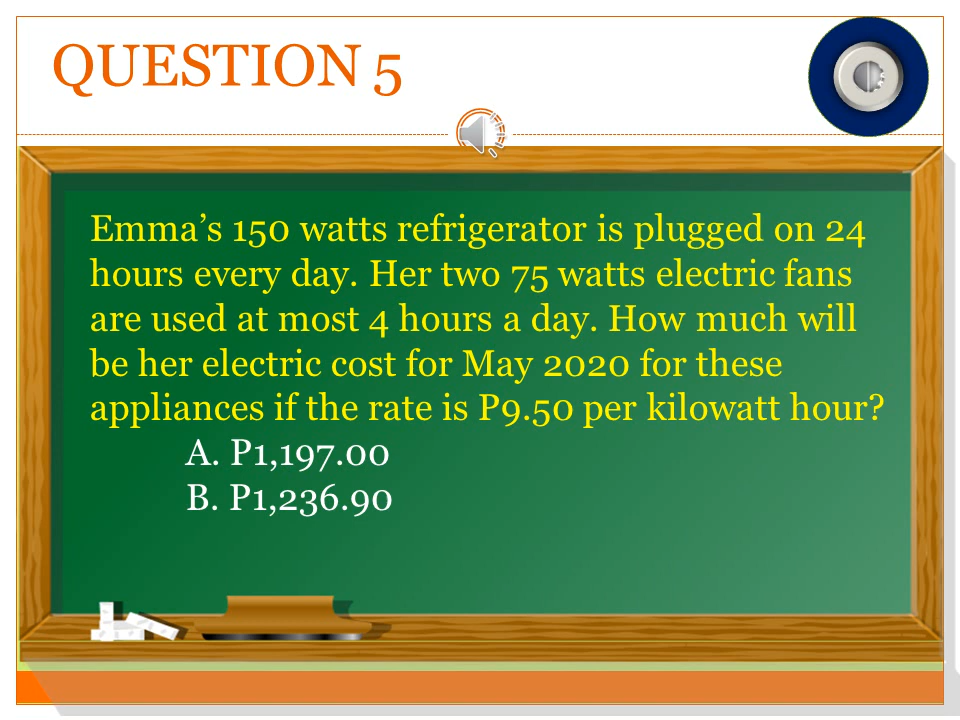 QUESTION 5
Emma’s 150 watts refrigerator is plugged on 24
hours every day. Her two 75 watts electric fans
are used at most 4 hours a day. How much will
be her electric cost for May 2020 for these
appliances if the rate is P9.50 per kilowatt hour?
A. P1,197.00
B. P1,236.90